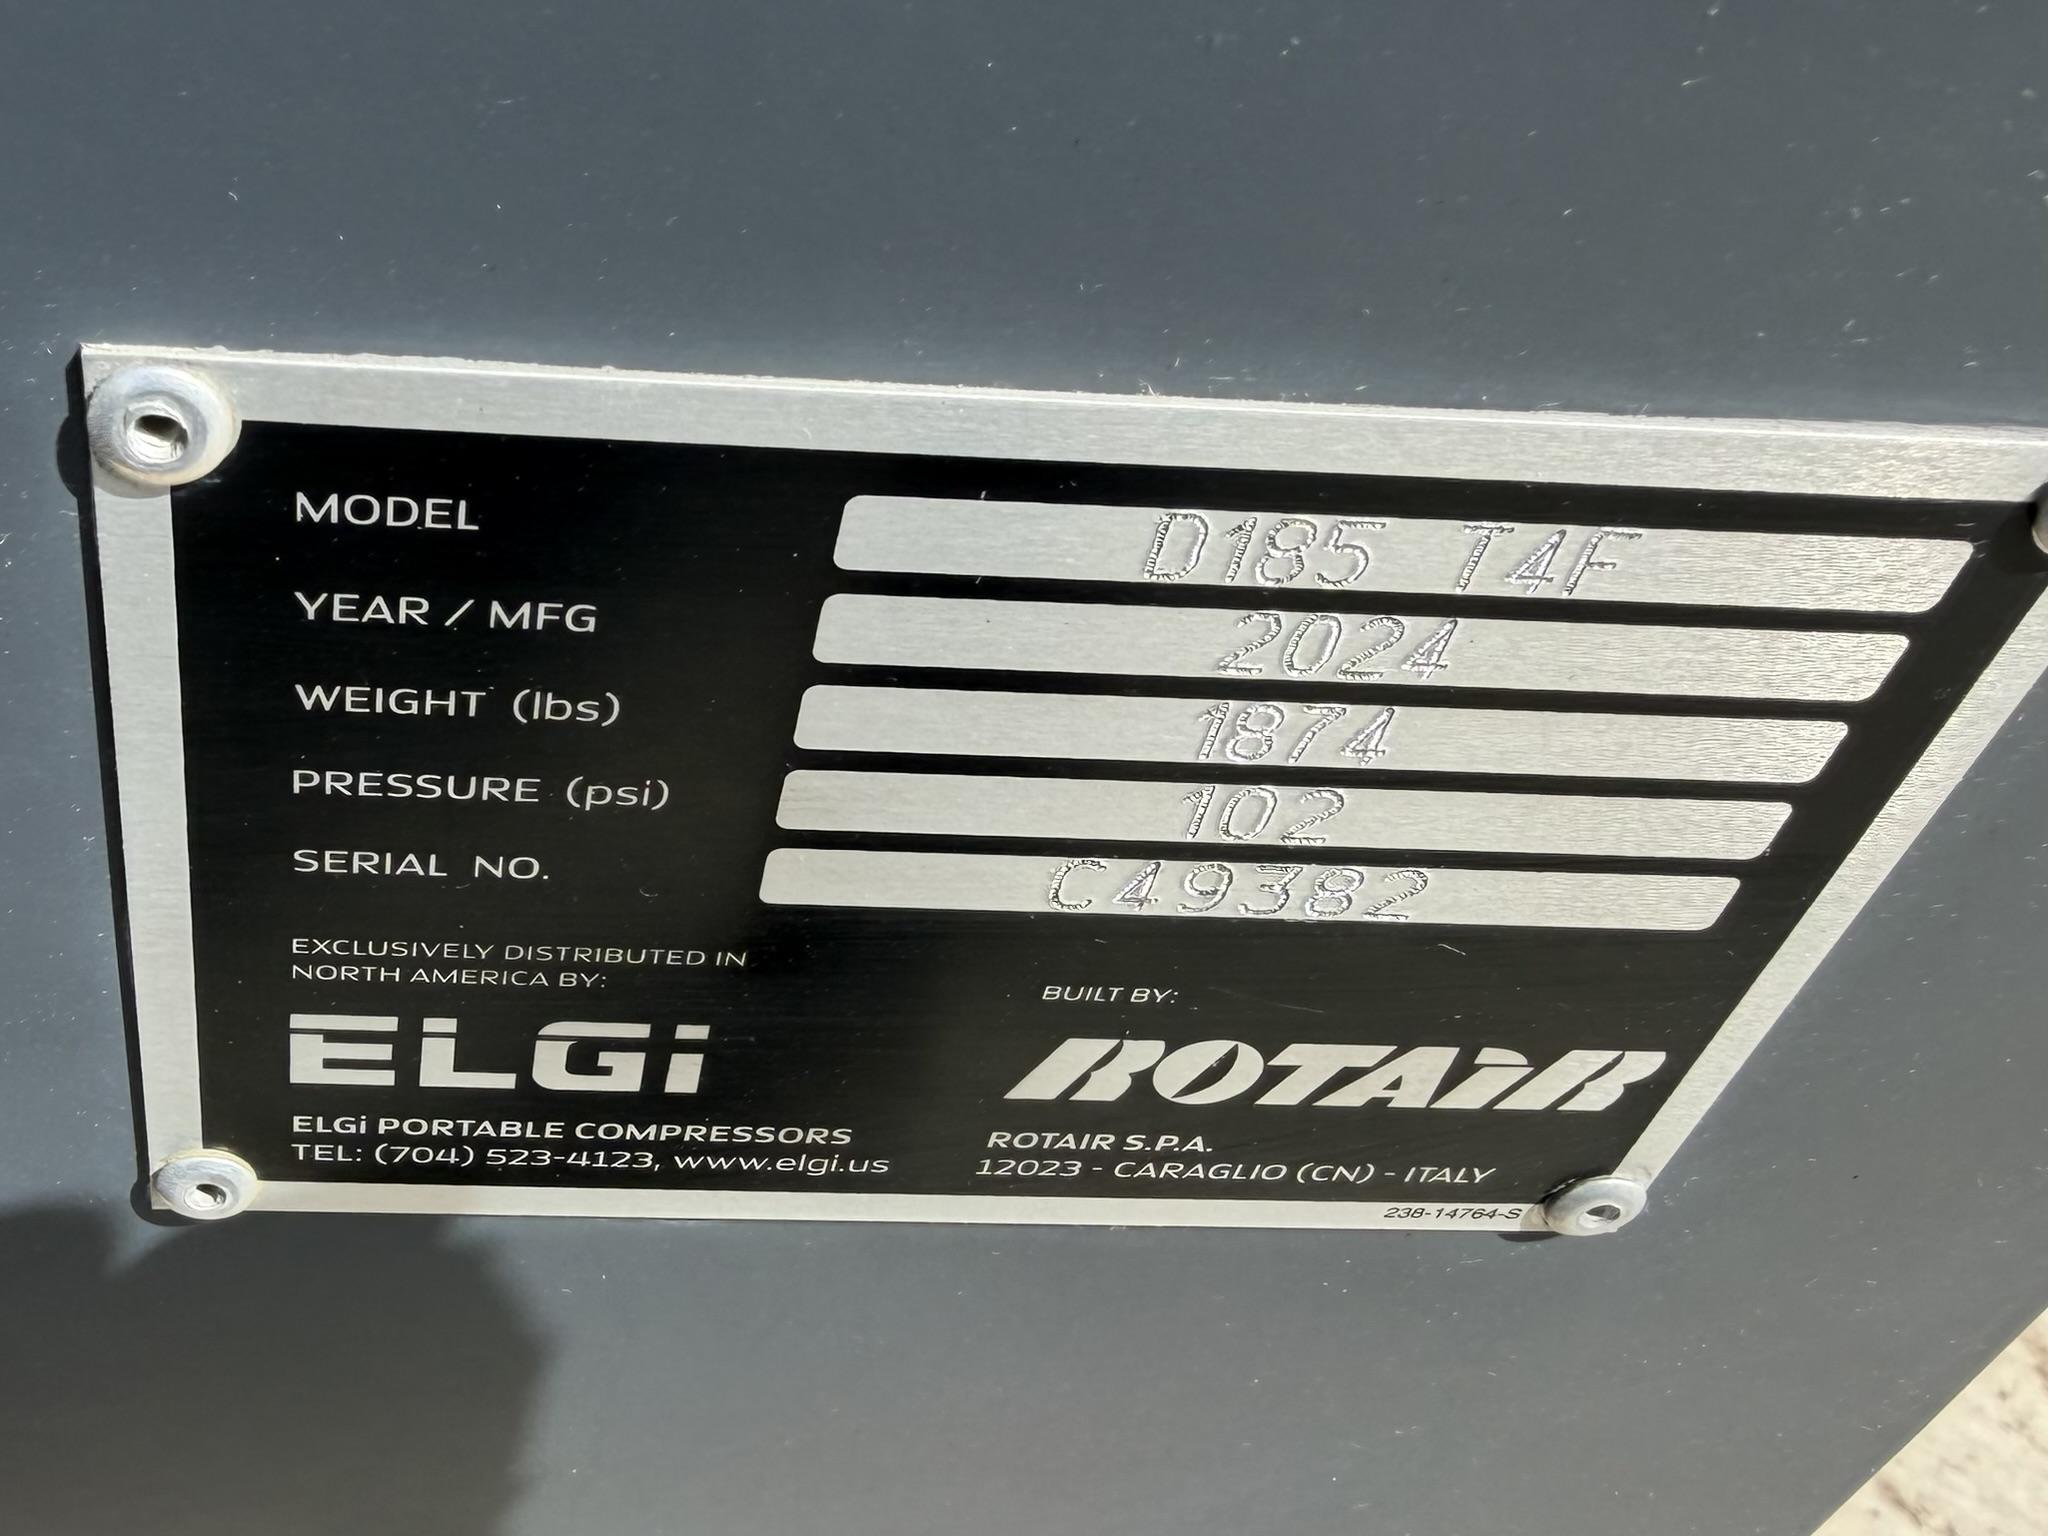 MODEL D185 T4F
YEAR / MFG 2024
WEIGHT (lbs) 1874
PRESSURE (psi) 102
SERIAL NO. C49382
EXCLUSIVELY DISTRIBUTED IN
NORTH AMERICA BY:
ELGi
ELGi PORTABLE COMPRESSORS
TEL: (704) 523-4123, www.elgi.us
BUILT BY:
ROTAiR
ROTAIR S.P.A.
12023 - CARAGLIO (CN) - ITALY
238-14764-S